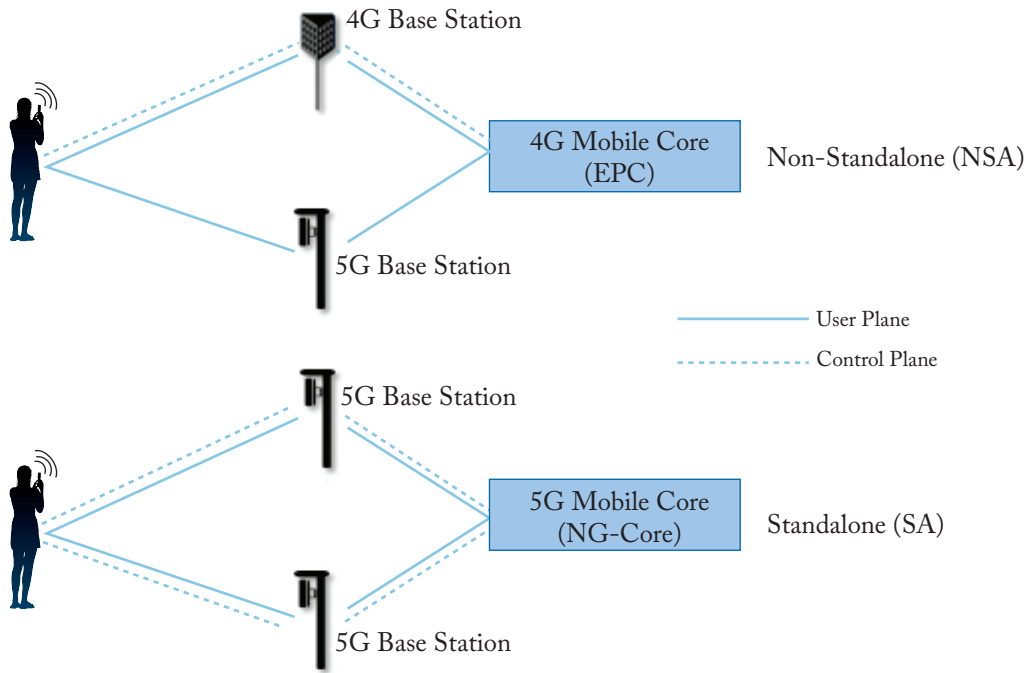 4G Base Station
4G Mobile Core
(EPC)
Non-Standalone (NSA)
5G Base Station
User Plane
Control Plane
5G Base Station
5G Mobile Core
(NG-Core)
Standalone (SA)
5G Base Station